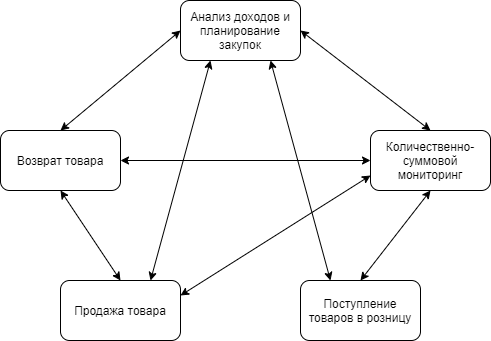 Анализ доходов и
планирование
закупок
Возврат товара
Количественно-
суммовой
мониторинг
Продажа товара
Поступление
товаров в розницу